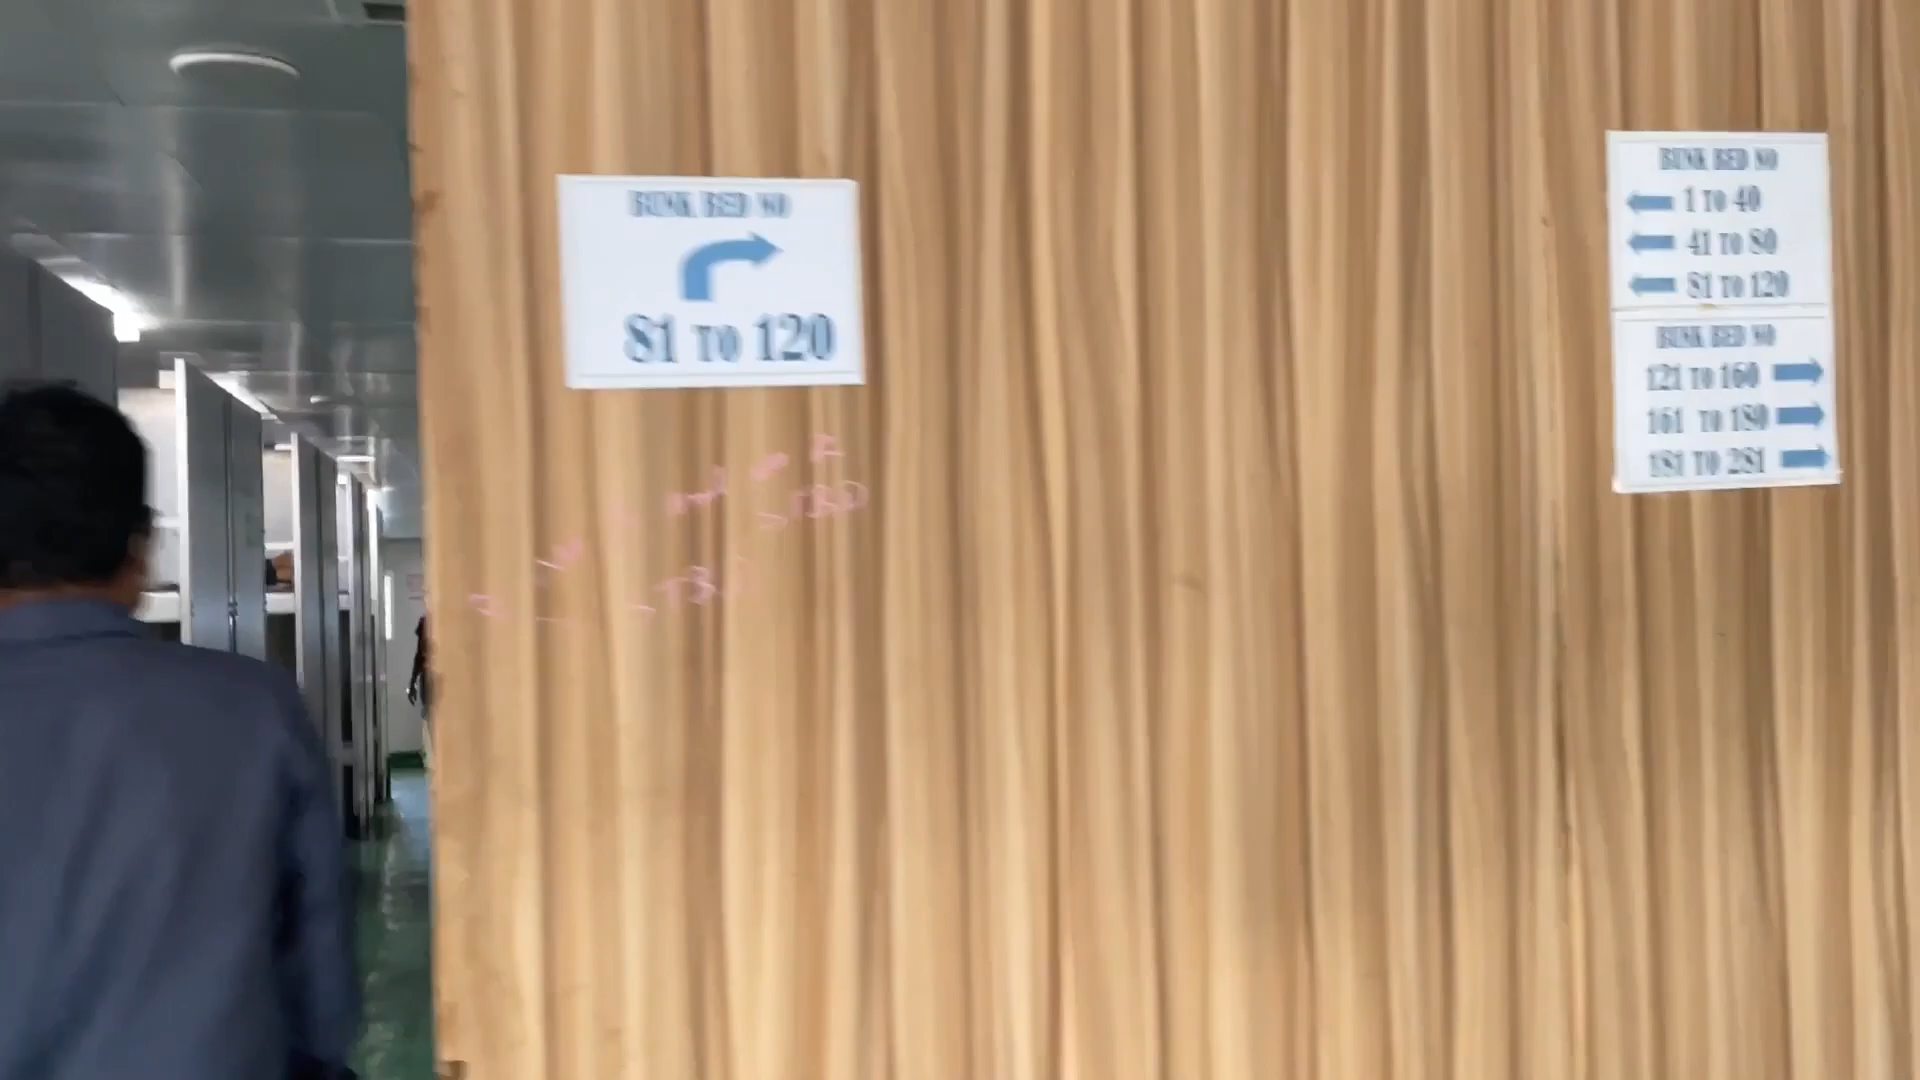 BUNK BED NO
81 TO 120
BUNK BED NO
1 TO 40
41 TO 80
81 TO 120
BUNK BED NO
121 TO 160
161 TO 180
181 TO 281